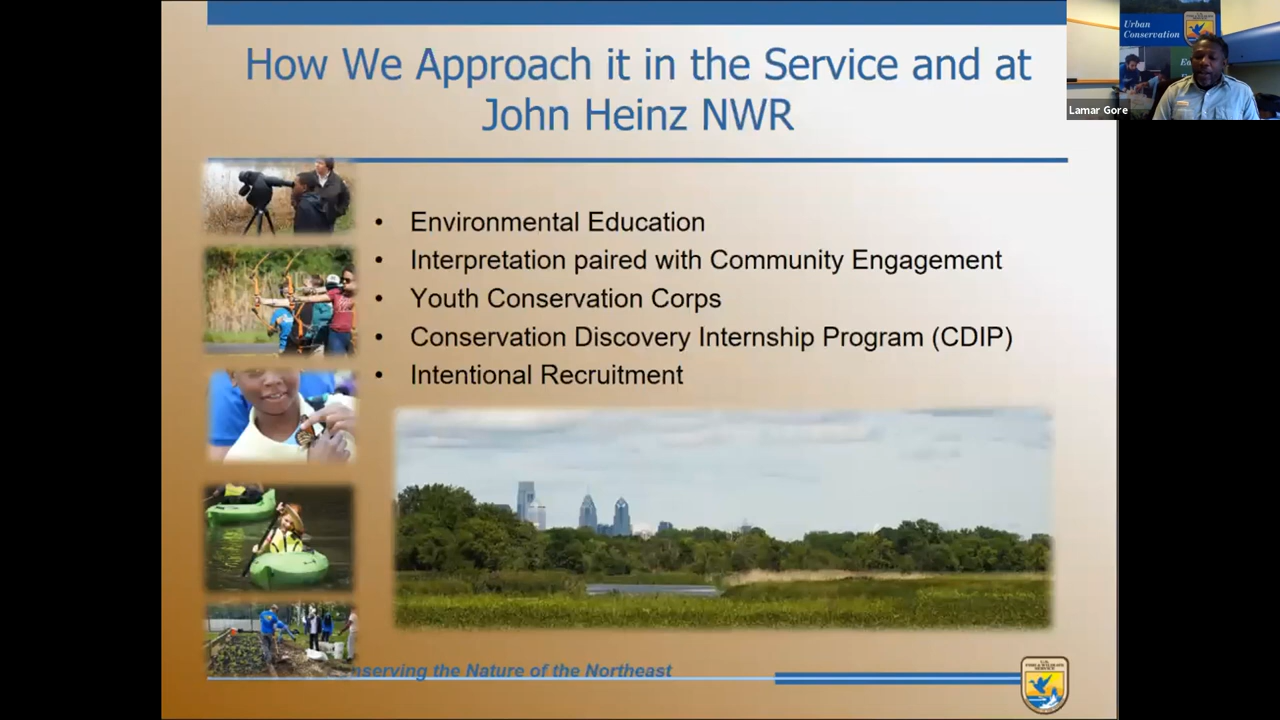 How We Approach it in the Service and at
John Heinz NWR
• Environmental Education
• Interpretation paired with Community Engagement
• Youth Conservation Corps
• Conservation Discovery Internship Program (CDIP)
• Intentional Recruitment
nserving the Nature of the Northeast
Urban
Conservation
Lamar Gore